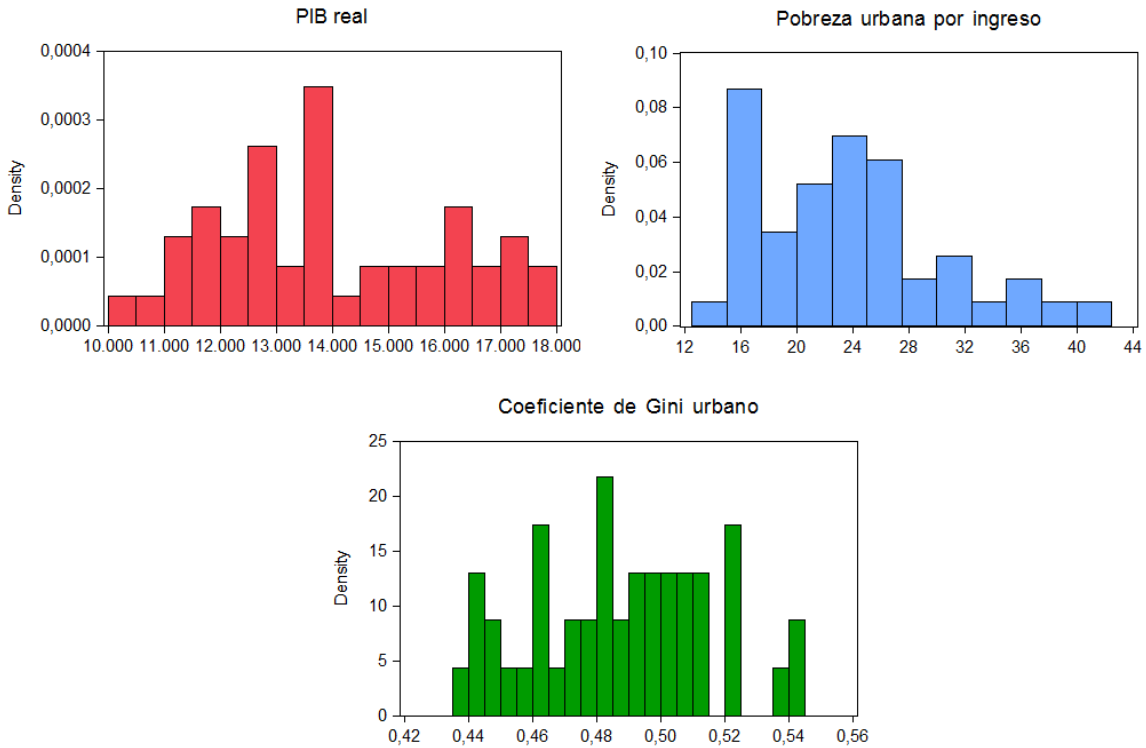 PIB real
0,0004
0,0003
0,0002
0,0001
0,0000
Density
10.000 11.000 12.000 13.000 14.000 15.000 16.000 17.000 18.000
Pobreza urbana por ingreso
0,10
0,08
0,06
0,04
0,02
0,00
Density
12 16 20 24 28 32 36 40 44
Coeficiente de Gini urbano
25
20
15
10
5
0
Density
0,42 0,44 0,46 0,48 0,50 0,52 0,54 0,56